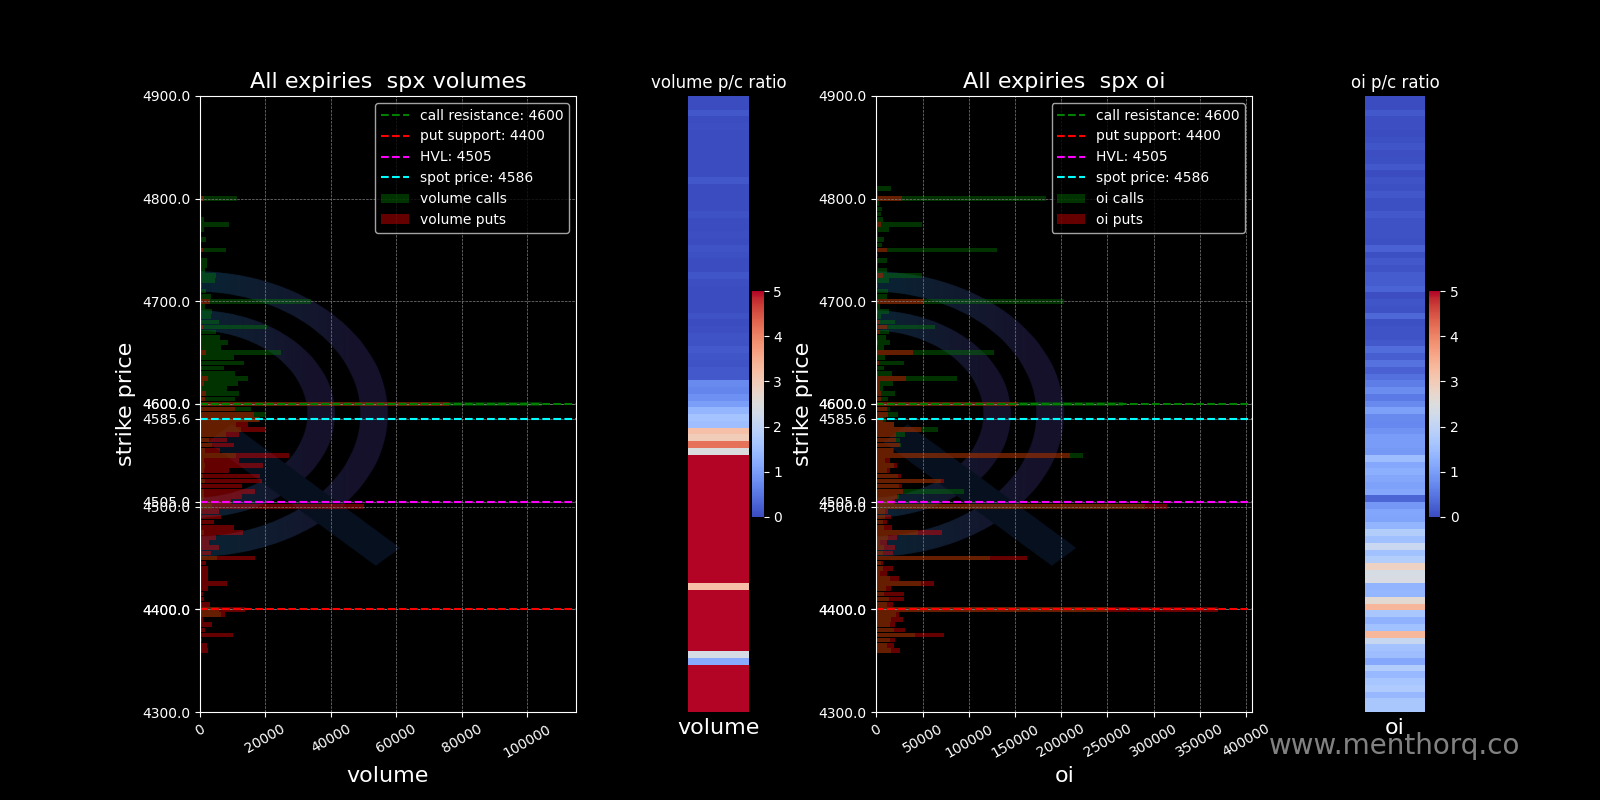 All expiries  spx volumes
volume p/c ratio
All expiries  spx oi
oi p/c ratio
4900.0
4800.0
4700.0
4600.0
4585.6
4505.0
4500.0
4400.0
4300.0
strike price
call resistance: 4600
put support: 4400
HVL: 4505
spot price: 4586
volume calls
volume puts
0
20000
40000
60000
80000
100000
volume
volume
5
4
3
2
1
0
4900.0
4800.0
4700.0
4600.0
4585.6
4505.0
4500.0
4400.0
4300.0
strike price
call resistance: 4600
put support: 4400
HVL: 4505
spot price: 4586
oi calls
oi puts
0
50000
100000
150000
200000
250000
300000
350000
400000
oi
5
4
3
2
1
0
oi
www.menthorq.co